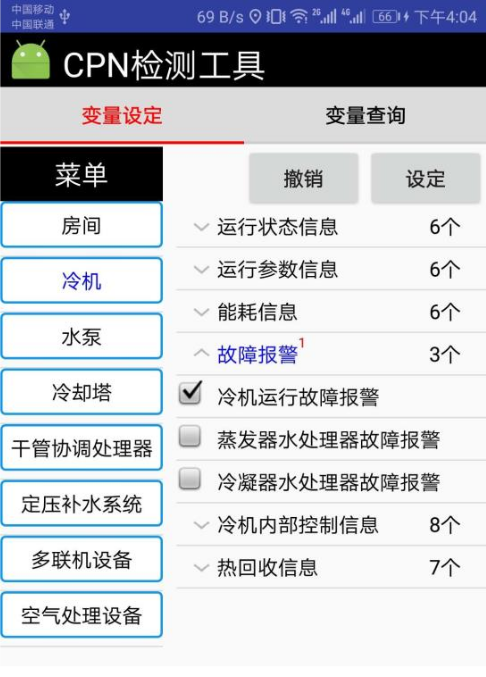 中国移动
中国联通
69 B/s 2G 4G 66 下午4:04
CPN检测工具
变量设定 变量查询
菜单 撤销 设定
房间
冷机
水泵
冷却塔
干管协调处理器
定压补水系统
多联机设备
空气处理设备
运行状态信息 6个
运行参数信息 6个
能耗信息 6个
故障报警1 3个
冷机运行故障报警
蒸发器水处理器故障报警
冷凝器水处理器故障报警
冷机内部控制信息 8个
热回收信息 7个